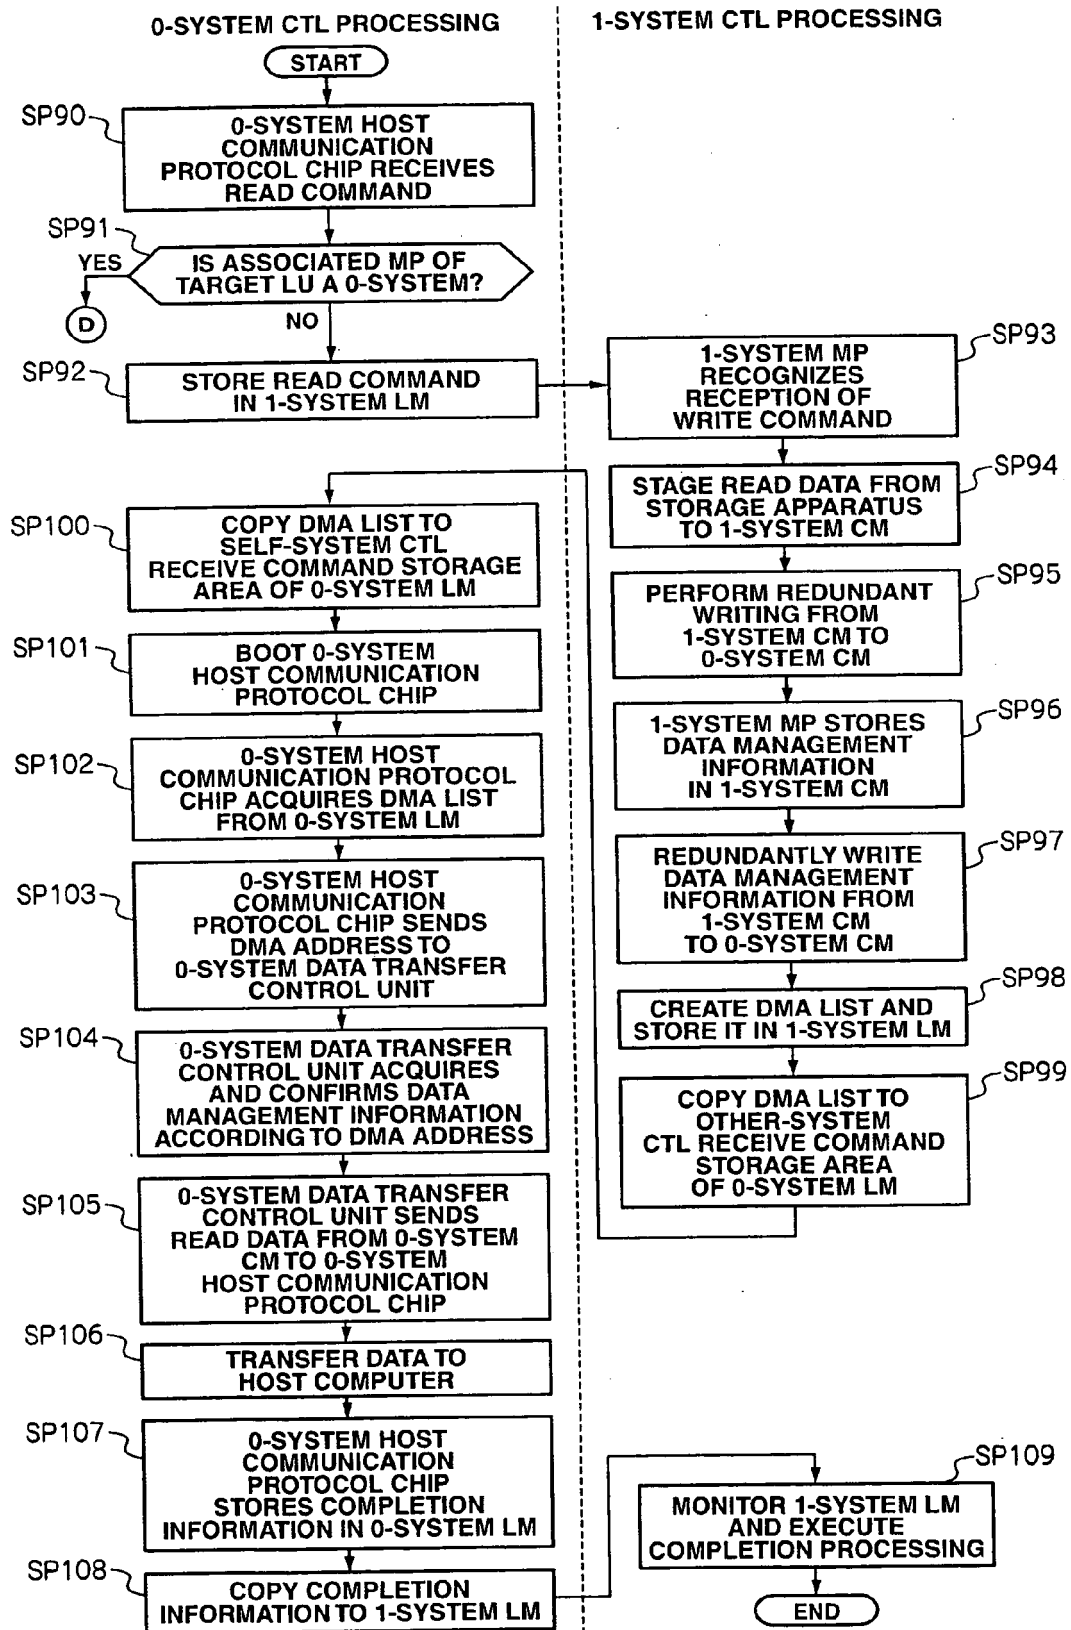 0-SYSTEM CTL PROCESSING
1-SYSTEM CTL PROCESSING
START
SP90
0-SYSTEM HOST
COMMUNICATION
PROTOCOL CHIP RECEIVES
READ COMMAND
SP91
YES
IS ASSOCIATED MP OF
TARGET LU A 0-SYSTEM?
D
NO
SP92
STORE READ COMMAND
IN 1-SYSTEM LM
SP93
1-SYSTEM MP
RECOGNIZES
RECEPTION OF
WRITE COMMAND
SP94
STAGE READ DATA FROM
STORAGE APPARATUS
TO 1-SYSTEM CM
SP95
PERFORM REDUNDANT
WRITING FROM
1-SYSTEM CM TO
0-SYSTEM CM
SP96
1-SYSTEM MP STORES
DATA MANAGEMENT
INFORMATION
IN 1-SYSTEM CM
SP97
REDUNDANTLY WRITE
DATA MANAGEMENT
INFORMATION FROM
1-SYSTEM CM
TO 0-SYSTEM CM
SP98
CREATE DMA LIST AND
STORE IT IN 1-SYSTEM LM
SP99
COPY DMA LIST TO
OTHER-SYSTEM
CTL RECEIVE COMMAND
STORAGE AREA
OF 0-SYSTEM LM
SP100
COPY DMA LIST TO
SELF-SYSTEM CTL
RECEIVE COMMAND STORAGE
AREA OF 0-SYSTEM LM
SP101
BOOT 0-SYSTEM
HOST COMMUNICATION
PROTOCOL CHIP
SP102
0-SYSTEM HOST
COMMUNICATION PROTOCOL
CHIP ACQUIRES DMA LIST
FROM 0-SYSTEM LM
SP103
0-SYSTEM HOST
COMMUNICATION
PROTOCOL CHIP SENDS
DMA ADDRESS TO
0-SYSTEM DATA TRANSFER
CONTROL UNIT
SP104
0-SYSTEM DATA TRANSFER
CONTROL UNIT ACQUIRES
AND CONFIRMS DATA
MANAGEMENT INFORMATION
ACCORDING TO DMA ADDRESS
SP105
0-SYSTEM DATA TRANSFER
CONTROL UNIT SENDS
READ DATA FROM 0-SYSTEM
CM TO 0-SYSTEM
HOST COMMUNICATION
PROTOCOL CHIP
SP106
TRANSFER DATA TO
HOST COMPUTER
SP107
0-SYSTEM HOST
COMMUNICATION
PROTOCOL CHIP
STORES COMPLETION
INFORMATION IN 0-SYSTEM LM
SP108
COPY COMPLETION
INFORMATION TO 1-SYSTEM LM
SP109
MONITOR 1-SYSTEM LM
AND EXECUTE
COMPLETION PROCESSING
END